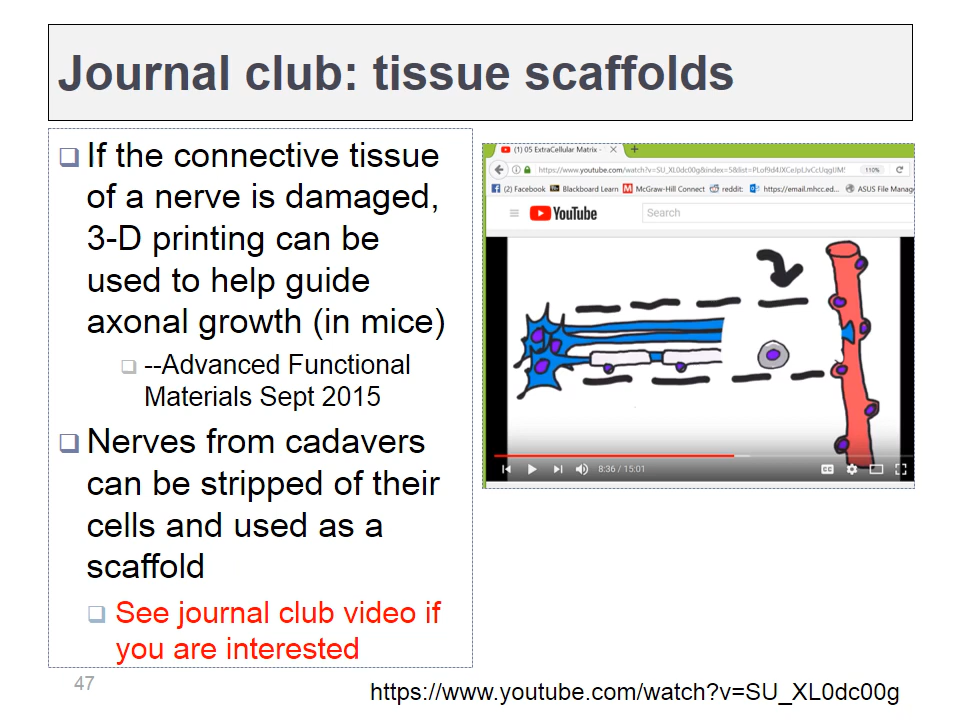 Journal club: tissue scaffolds
If the connective tissue
of a nerve is damaged,
3-D printing can be
used to help guide
axonal growth (in mice)
--Advanced Functional
Materials Sept 2015
Nerves from cadavers
can be stripped of their
cells and used as a
scaffold
See journal club video if
you are interested
(1) 05 ExtraCellular Matrix -
https://www.youtube.com/watch?v=SU_XL0dc00g&index=5&list=
110%
(2) Facebook Blackboard Learn McGraw-Hill Connect reddit: https://email.mhcc.ed... ASUS File Manag
YouTube
Search
8:36 / 15:01
CC
47
https://www.youtube.com/watch?v=SU_XL0dc00g